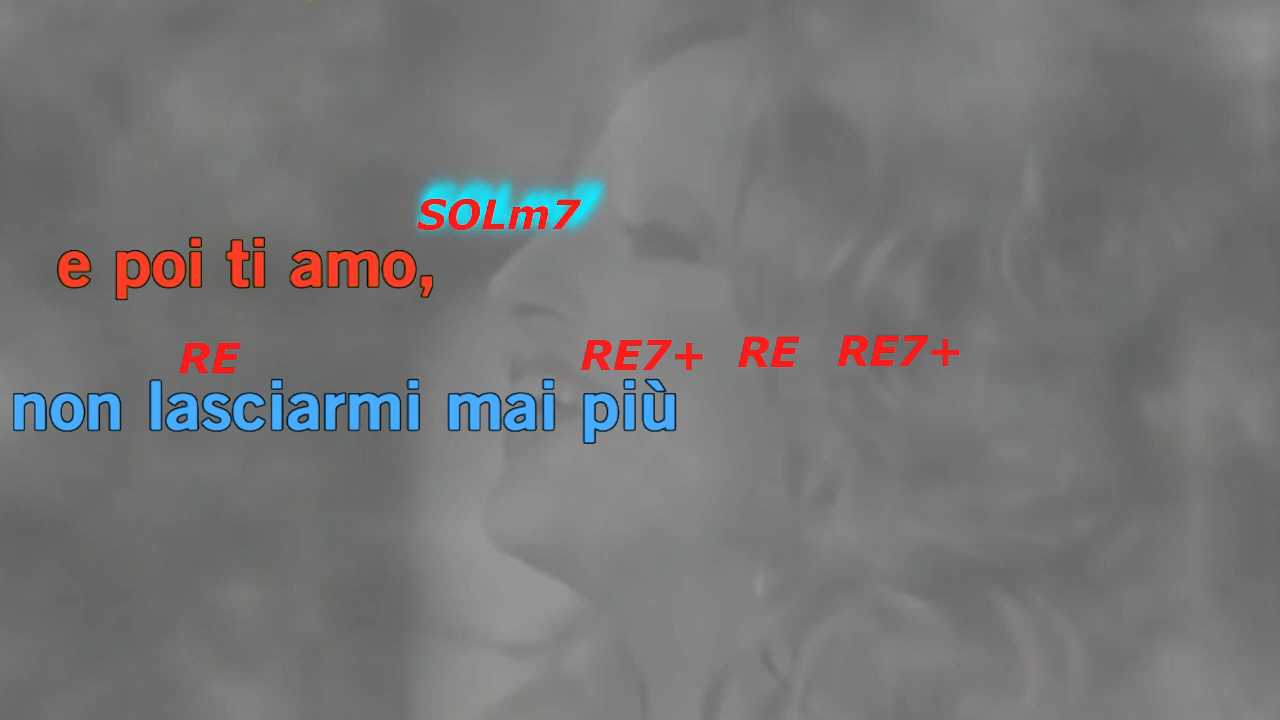 SOLm7
e poi ti amo,
RE RE7+ RE RE7+
non lasciarmi mai più